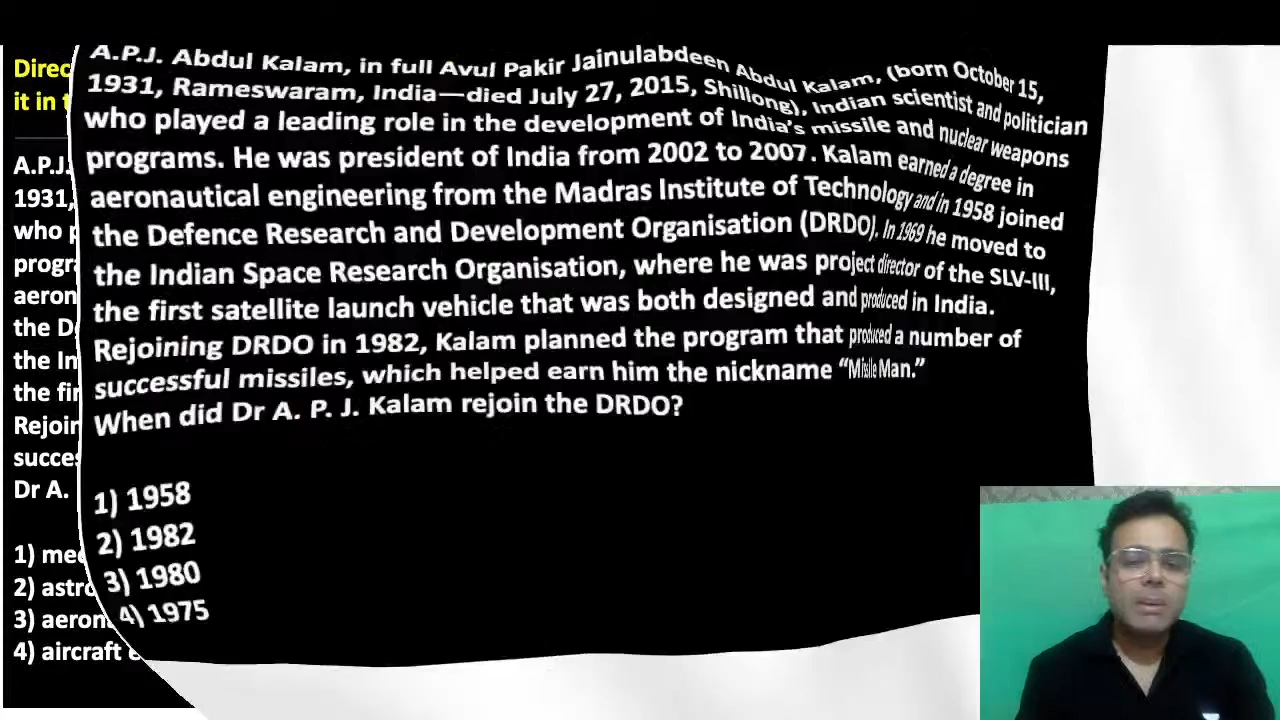 Direc
it in t
A.P.J.
1931,
who p
progra
aeron
the D
the In
the fir
Rejoin
succes
Dr A.
1) me
2) astro
3) aeron
4) aircraft e
A.P.J. Abdul Kalam, in full Avul Pakir Jainulabdeen Abdul Kalam, (born October 15,
1931, Rameswaram, India—died July 27, 2015, Shillong), Indian scientist and politician
who played a leading role in the development of India's missile and nuclear weapons
programs. He was president of India from 2002 to 2007. Kalam earned a degree in
aeronautical engineering from the Madras Institute of Technology and in 1958 joined
the Defence Research and Development Organisation (DRDO). In 1969 he moved to
the Indian Space Research Organisation, where he was project director of the SLV-III,
the first satellite launch vehicle that was both designed and produced in India.
Rejoining DRDO in 1982, Kalam planned the program that produced a number of
successful missiles, which helped earn him the nickname “Missile Man.”
When did Dr A. P. J. Kalam rejoin the DRDO?
1) 1958
2) 1982
3) 1980
4) 1975